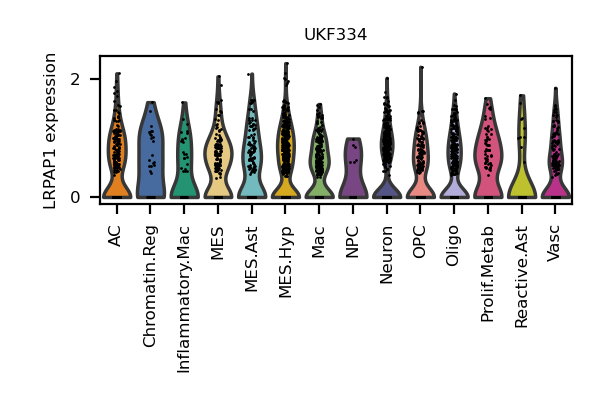 UKF334
LRPAP1 expression
2
0
AC
Chromatin.Reg
Inflammatory.Mac
MES
MES.Ast
MES.Hyp
Mac
NPC
Neuron
OPC
Oligo
Prolif.Metab
Reactive.Ast
Vasc